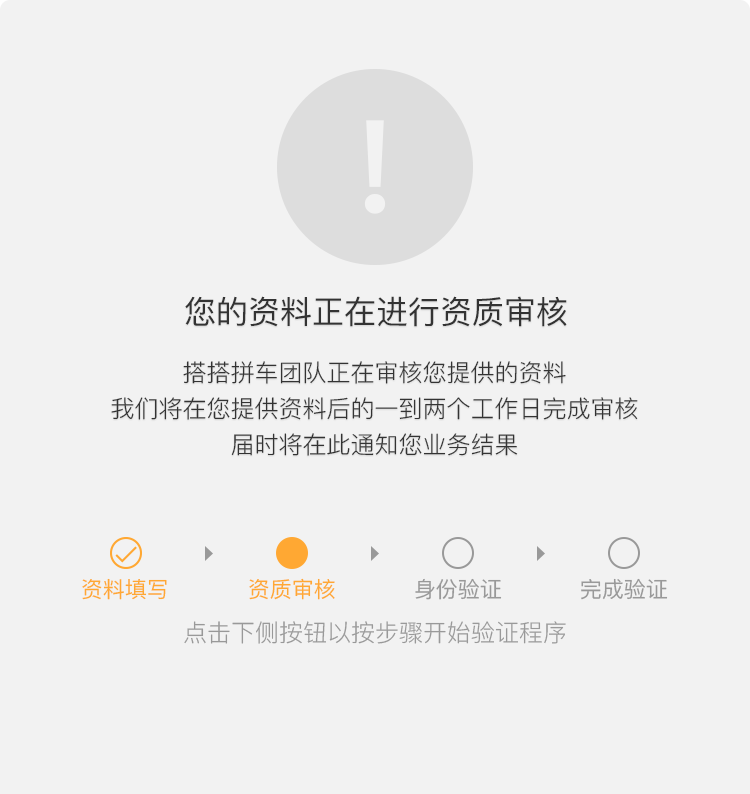 !
您的资料正在进行资质审核
搭搭拼车团队正在审核您提供的资料
我们将在您提供资料后的一到两个工作日完成审核
届时将在此通知您业务结果
资料填写 资质审核 身份验证 完成验证
点击下侧按钮以按步骤开始验证程序